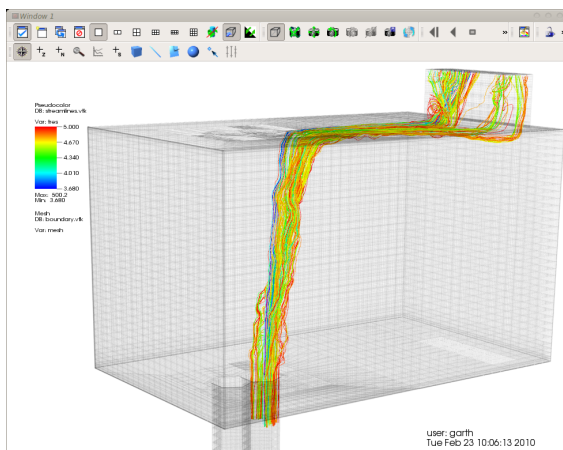 Window 1
Pseudocolor
DB: streamlines.vtk
Var: tres
5.000
4.670
4.340
4.010
3.680
Max: 500.2
Min: 3.680
Mesh
DB: boundary.vtk
Var: mesh
user: garth
Tue Feb 23 10:06:13 2010